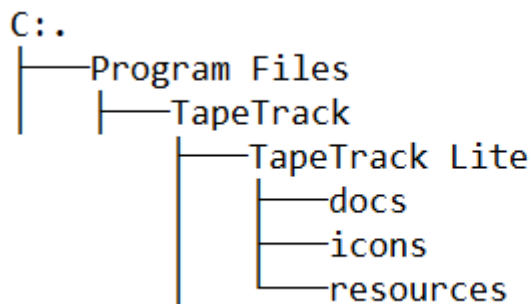 C:.
Program Files
TapeTrack
TapeTrack Lite
docs
icons
resources